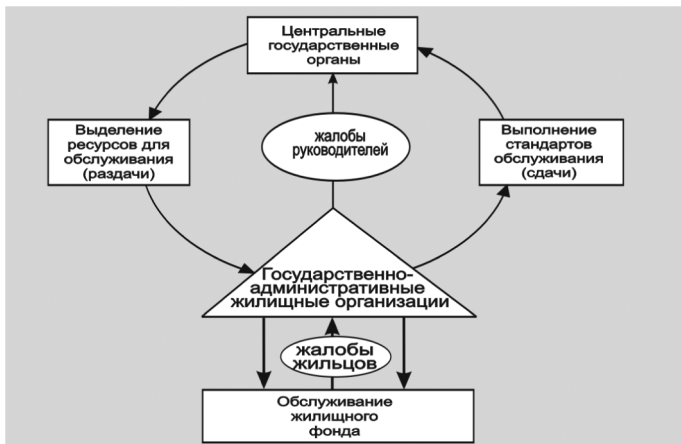 Центральные
государственные
органы
Выделение
ресурсов для
обслуживания
(раздачи)
жалобы
руководителей
Выполнение
стандартов
обслуживания
(сдачи)
Государственно-
административные
жилищные организации
жалобы
жильцов
Обслуживание
жилищного
фонда